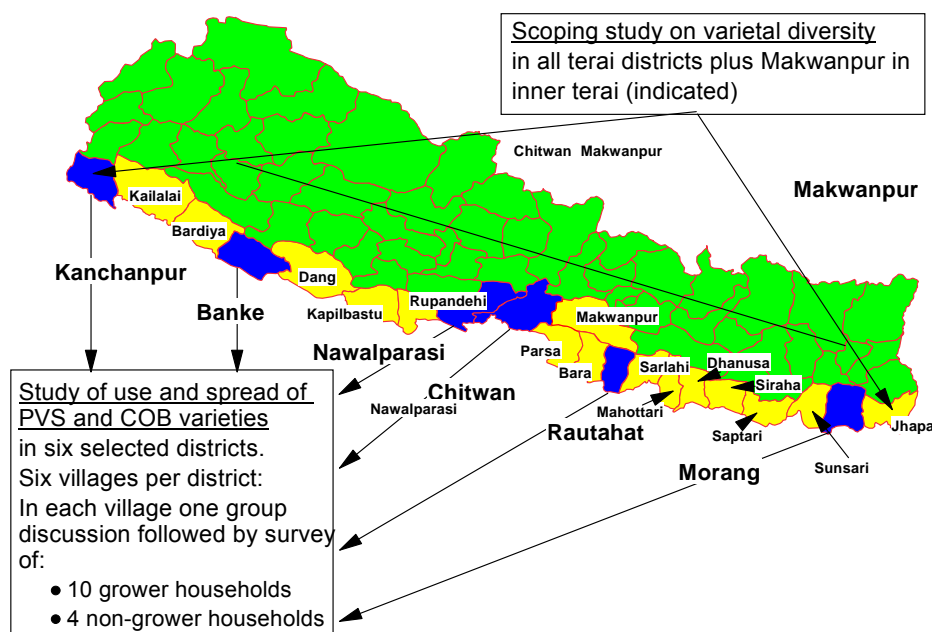 Scoping study on varietal diversity
in all terai districts plus Makwanpur in
inner terai (indicated)
Chitwan Makwanpur
Makwanpur
Kailalai
Bardiya
Kanchanpur
Dang
Banke
Rupandehi
Kapilbastu
Makwanpur
Nawalparasi
Parsa
Sarlahi
Dhanusa
Bara
Siraha
Chitwan
Nawalparasi
Mahottari
Jhapa
Rautahat
Saptari
Sunsari
Morang
Study of use and spread of
PVS and COB varieties
in six selected districts.
Six villages per district:
In each village one group
discussion followed by survey
of:
● 10 grower households
● 4 non-grower households